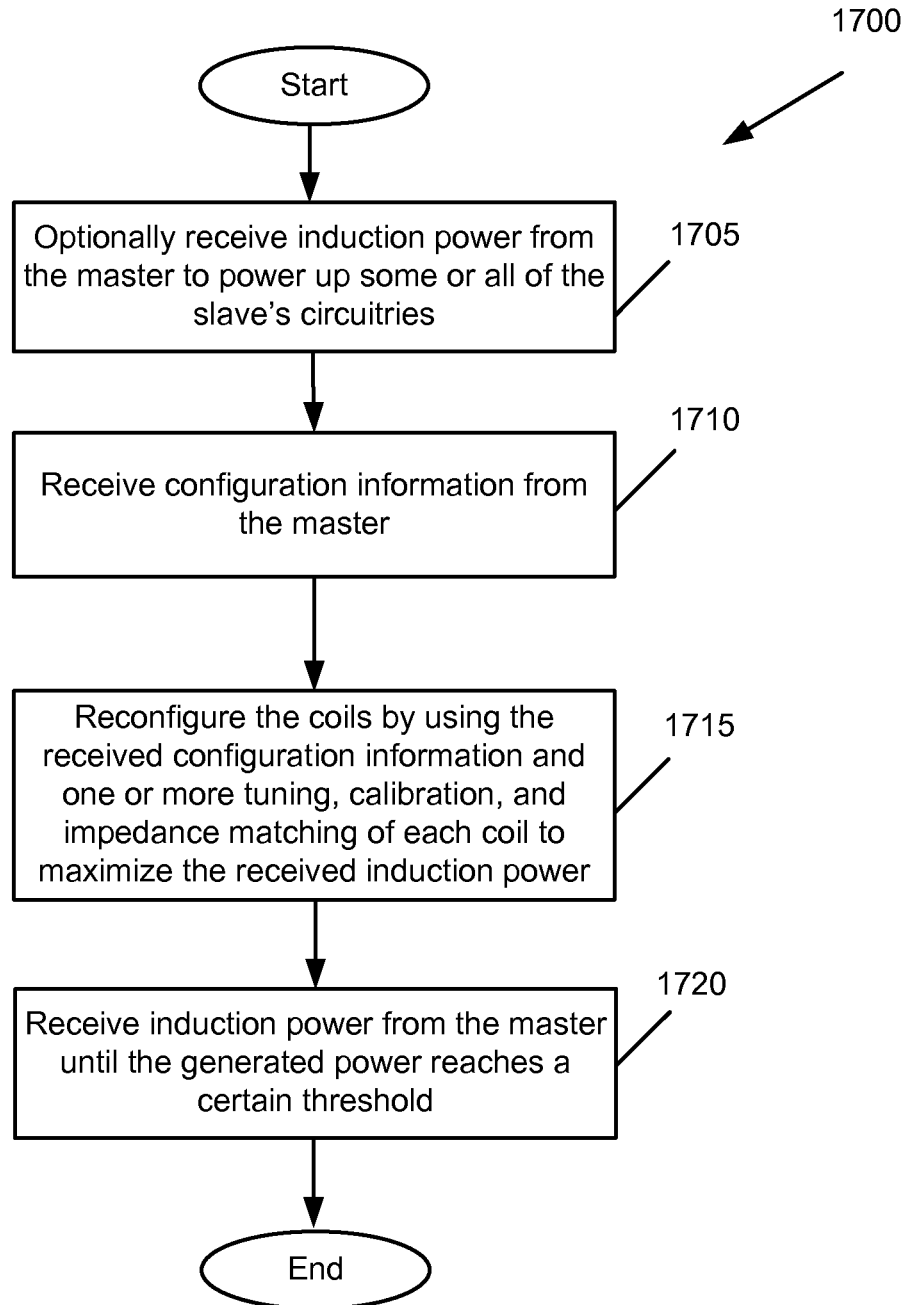 1700
Start
Optionally receive induction power from
the master to power up some or all of the
slave's circuitries
1705
Receive configuration information from
the master
1710
Reconfigure the coils by using the
received configuration information and
one or more tuning, calibration, and
impedance matching of each coil to
maximize the received induction power
1715
Receive induction power from the master
until the generated power reaches a
certain threshold
1720
End